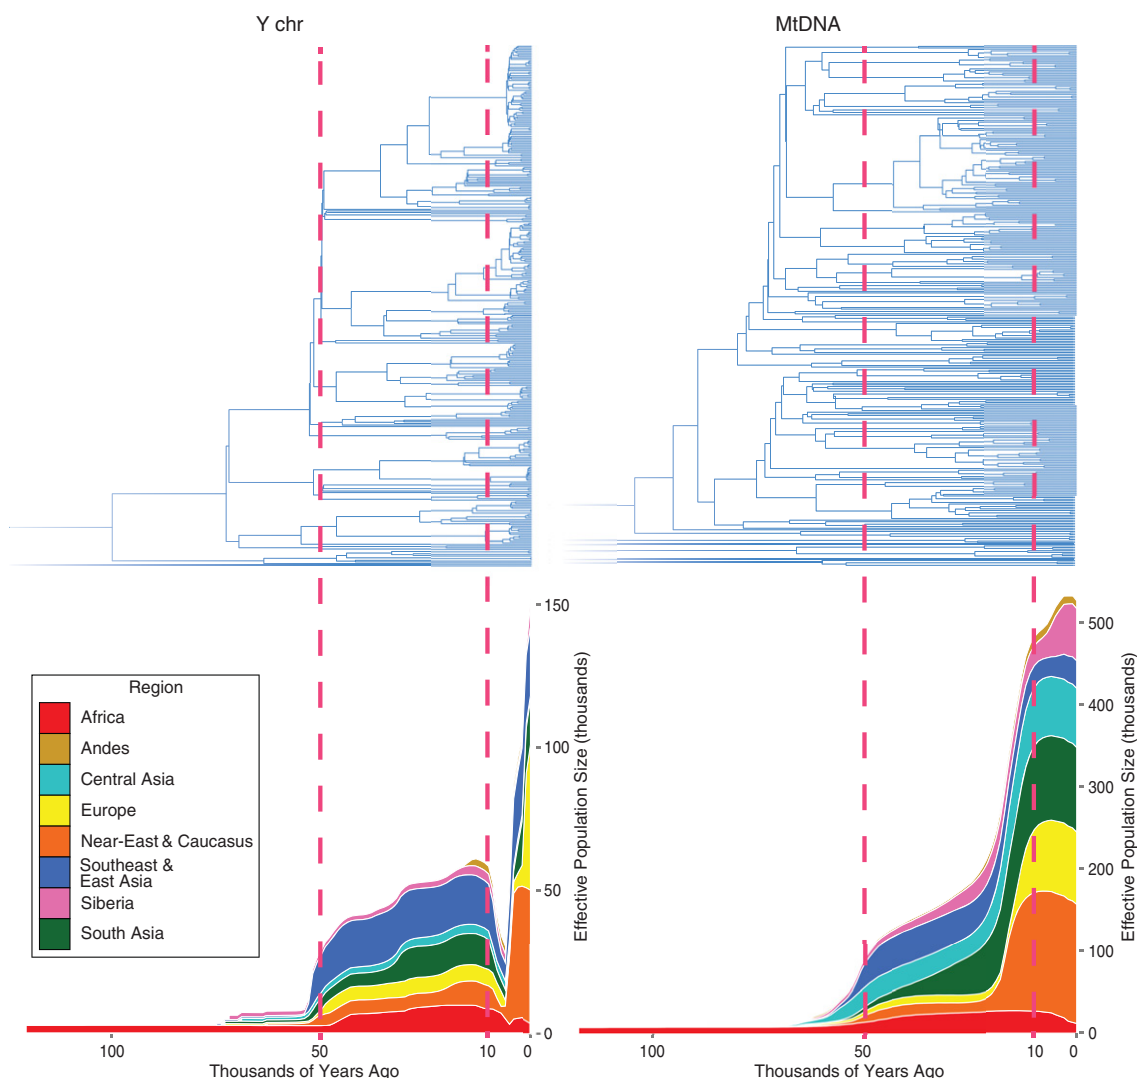 Y chr
MtDNA
150
100
50
0
Effective Population Size (thousands)
500
400
300
200
100
0
Effective Population Size (thousands)
Region
Africa
Andes
Central Asia
Europe
Near-East & Caucasus
Southeast &
East Asia
Siberia
South Asia
100
50
10
0
Thousands of Years Ago
100
50
10
0
Thousands of Years Ago